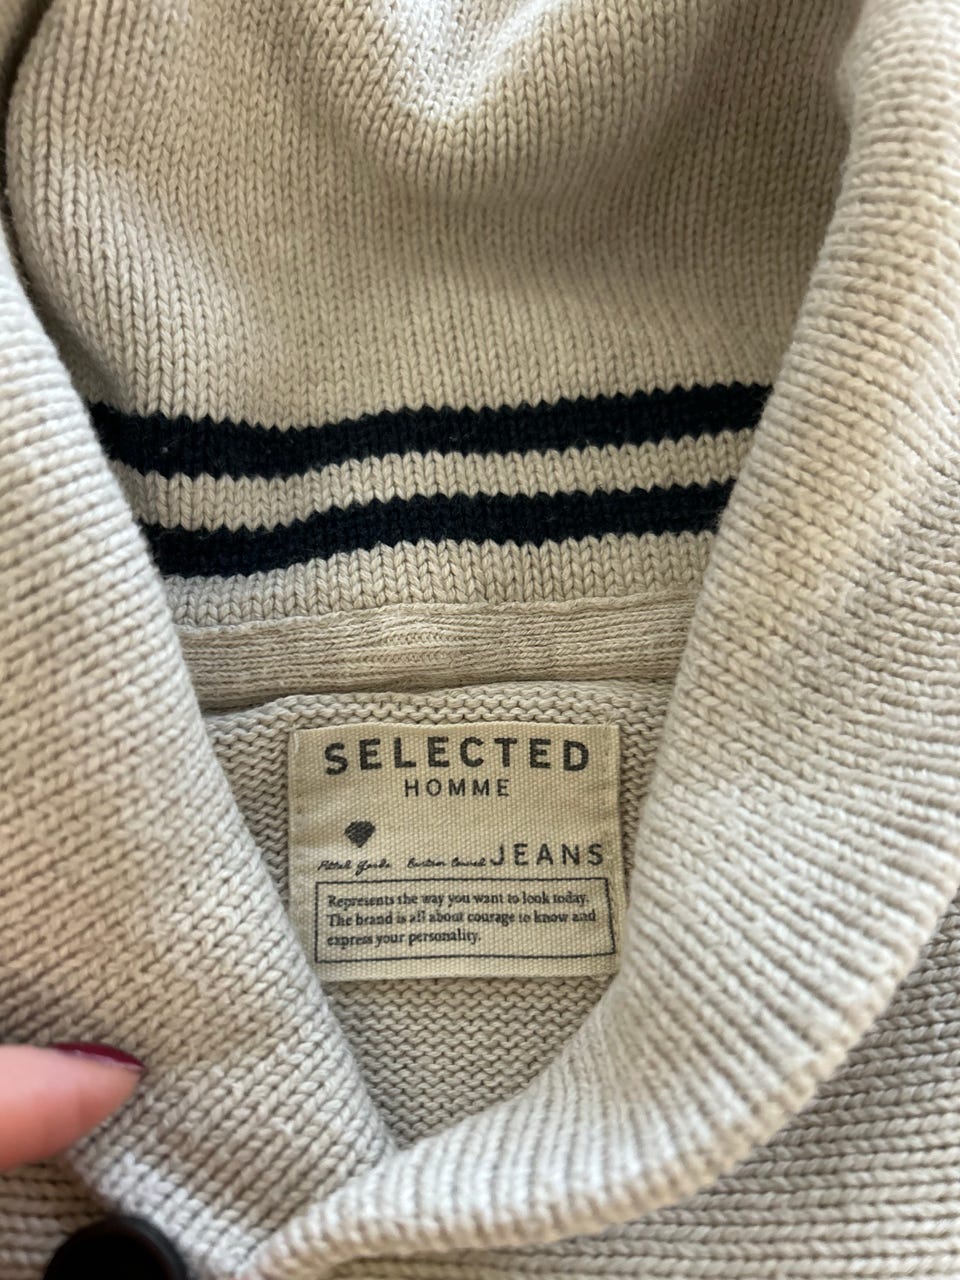 SELECTED
HOMME
JEANS
Represents the way you want to look today.
The brand is all about courage to know and
express your personality.